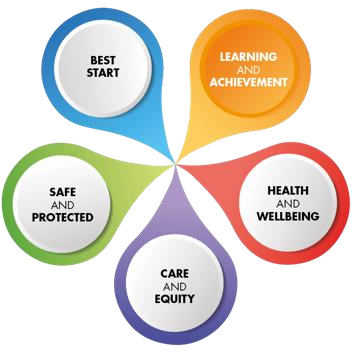 BEST
START
LEARNING
AND
ACHIEVEMENT
SAFE
AND
PROTECTED
HEALTH
AND
WELLBEING
CARE
AND
EQUITY